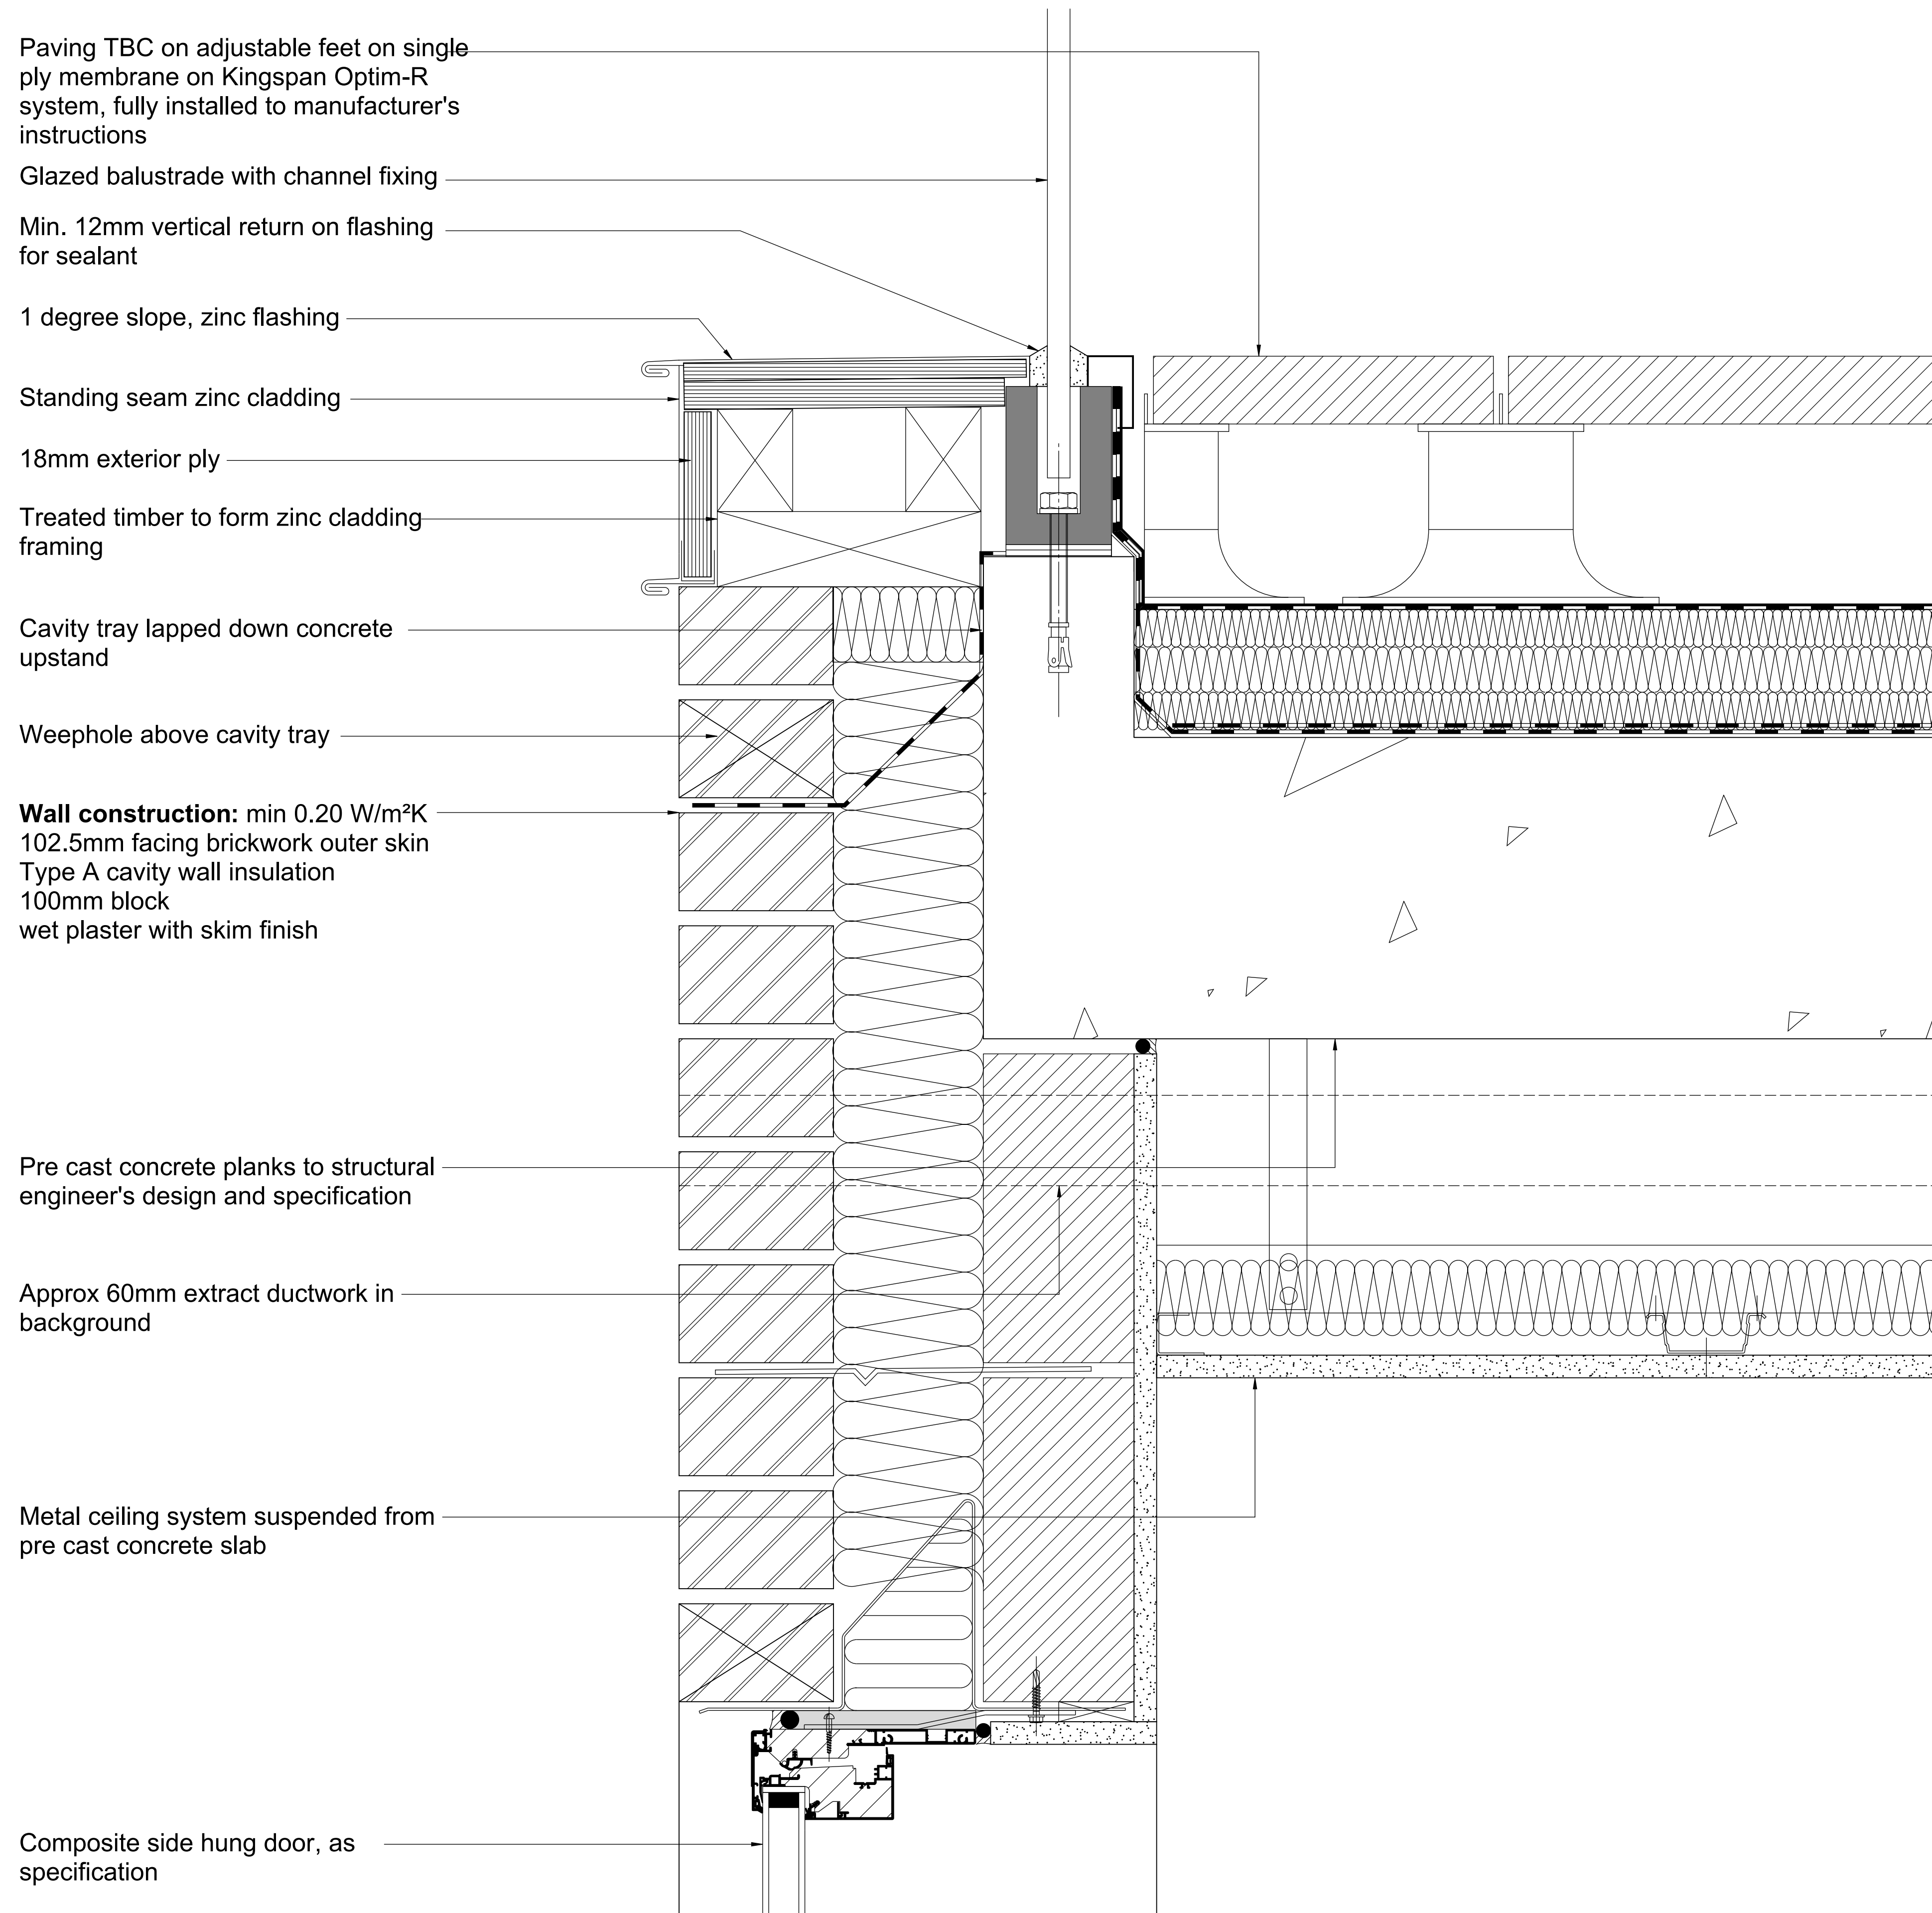 Paving TBC on adjustable feet on single
ply membrane on Kingspan Optim-R
system, fully installed to manufacturer's
instructions
Glazed balustrade with channel fixing
Min. 12mm vertical return on flashing
for sealant
1 degree slope, zinc flashing
Standing seam zinc cladding
18mm exterior ply
Treated timber to form zinc cladding
framing
Cavity tray lapped down concrete
upstand
Weephole above cavity tray
Wall construction: min 0.20 W/m²K
102.5mm facing brickwork outer skin
Type A cavity wall insulation
100mm block
wet plaster with skim finish
Pre cast concrete planks to structural
engineer's design and specification
Approx 60mm extract ductwork in
background
Metal ceiling system suspended from
pre cast concrete slab
Composite side hung door, as
specification